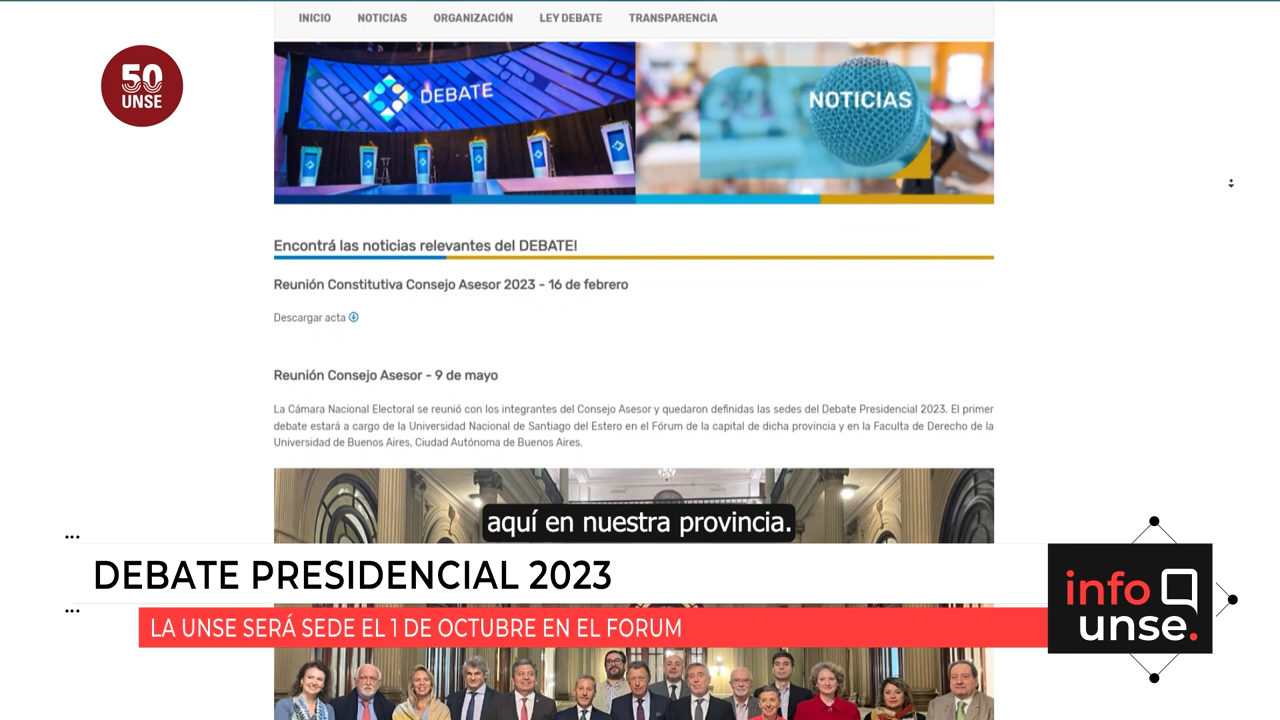 INICIO NOTICIAS ORGANIZACIÓN LEY DEBATE TRANSPARENCIA
50
UNSE
DEBATE
NOTICIAS
Encontrá las noticias relevantes del DEBATE!
Reunión Constitutiva Consejo Asesor 2023 - 16 de febrero
Descargar acta
Reunión Consejo Asesor - 9 de mayo
La Cámara Nacional Electoral se reunió con los integrantes del Consejo Asesor y quedaron definidas las sedes del Debate Presidencial 2023. El primer
debate estará a cargo de la Universidad Nacional de Santiago del Estero en el Fórum de la capital de dicha provincia y en la Faculta de Derecho de la
Universidad de Buenos Aires, Ciudad Autónoma de Buenos Aires.
aquí en nuestra provincia.
DEBATE PRESIDENCIAL 2023
LA UNSE SERÁ SEDE EL 1 DE OCTUBRE EN EL FORUM
info
unse.